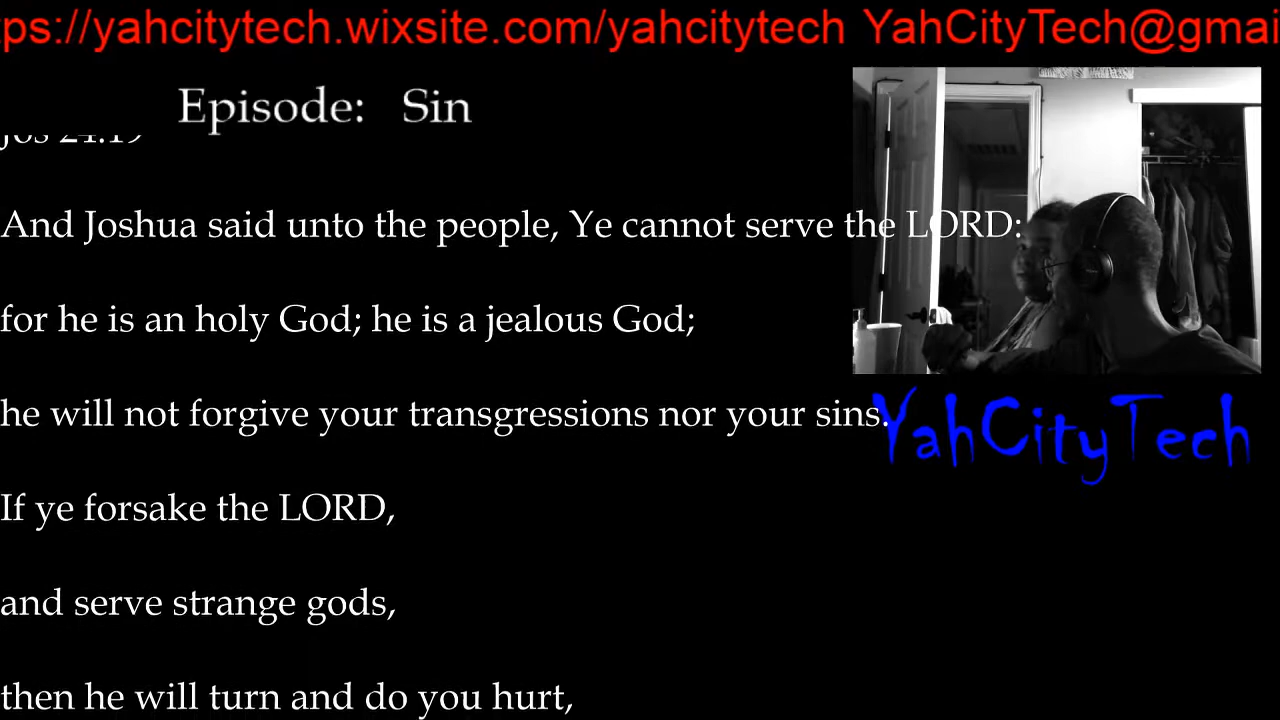 ps://yahcitytech.wixsite.com/yahcitytech YahCityTech@gmai
Episode: Sin
Jos 24:19
And Joshua said unto the people, Ye cannot serve the LORD:
for he is an holy God; he is a jealous God;
he will not forgive your transgressions nor your sins.
YahCityTech
If ye forsake the LORD,
and serve strange gods,
then he will turn and do you hurt,